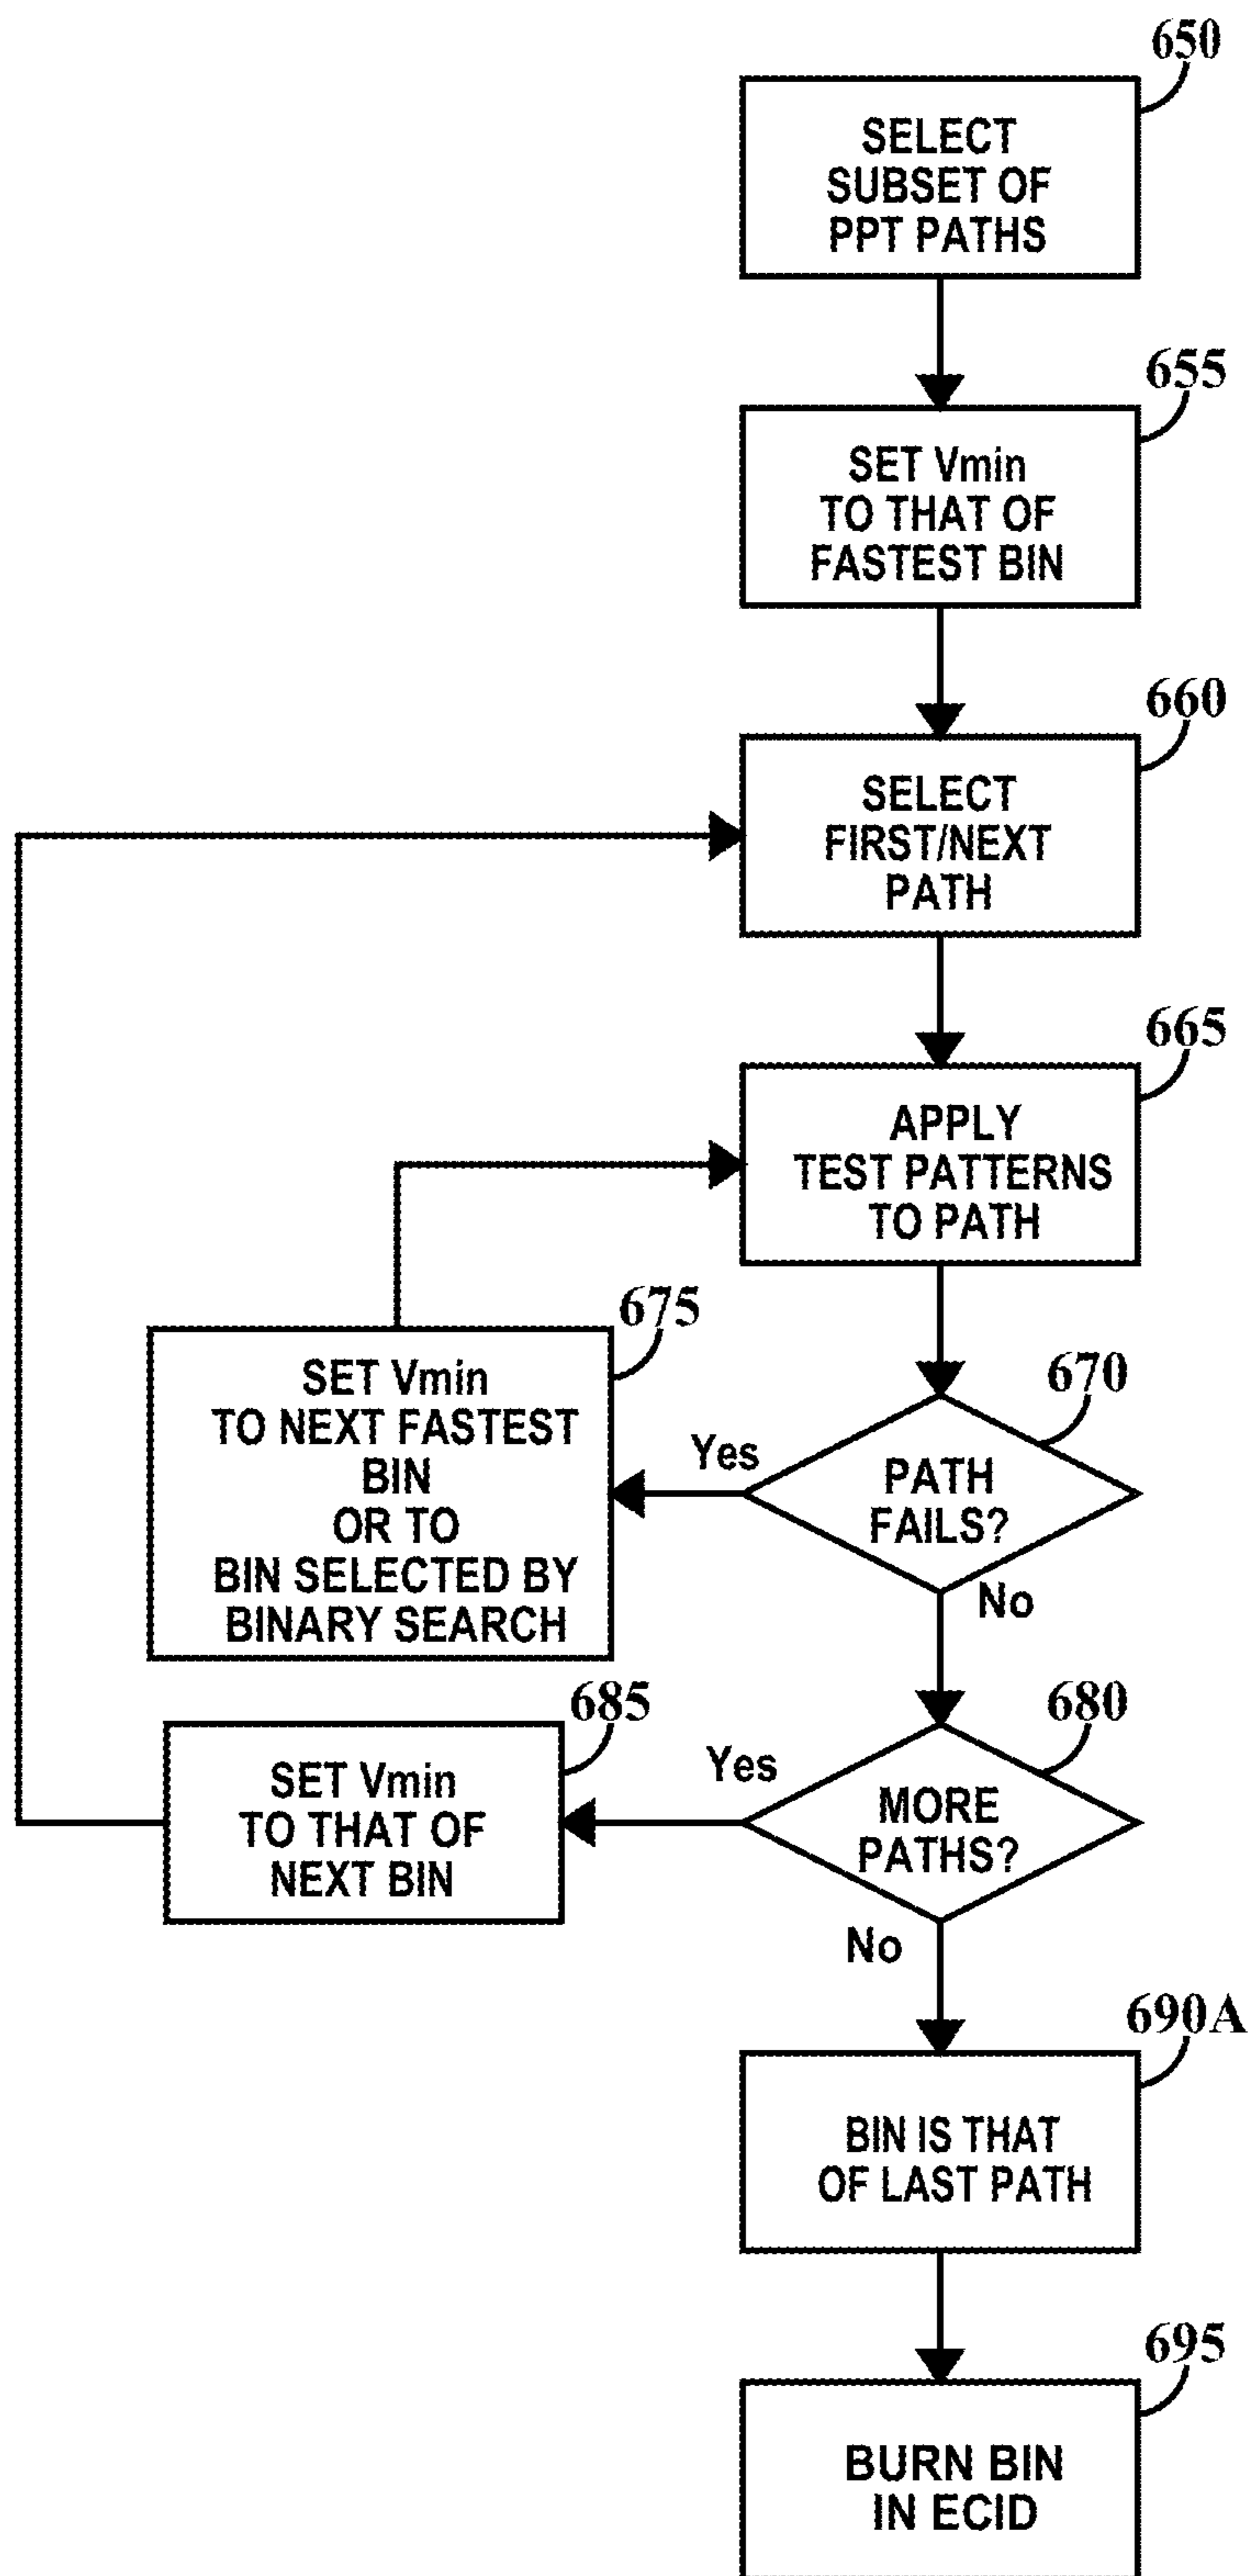 650
SELECT
SUBSET OF
PPT PATHS
655
SET Vmin
TO THAT OF
FASTEST BIN
660
SELECT
FIRST/NEXT
PATH
665
APPLY
TEST PATTERNS
TO PATH
675
SET Vmin
TO NEXT FASTEST
BIN
OR TO
BIN SELECTED BY
BINARY SEARCH
670
Yes
PATH
FAILS?
No
685
SET Vmin
TO THAT OF
NEXT BIN
680
Yes
MORE
PATHS?
No
690A
BIN IS THAT
OF LAST PATH
695
BURN BIN
IN ECID